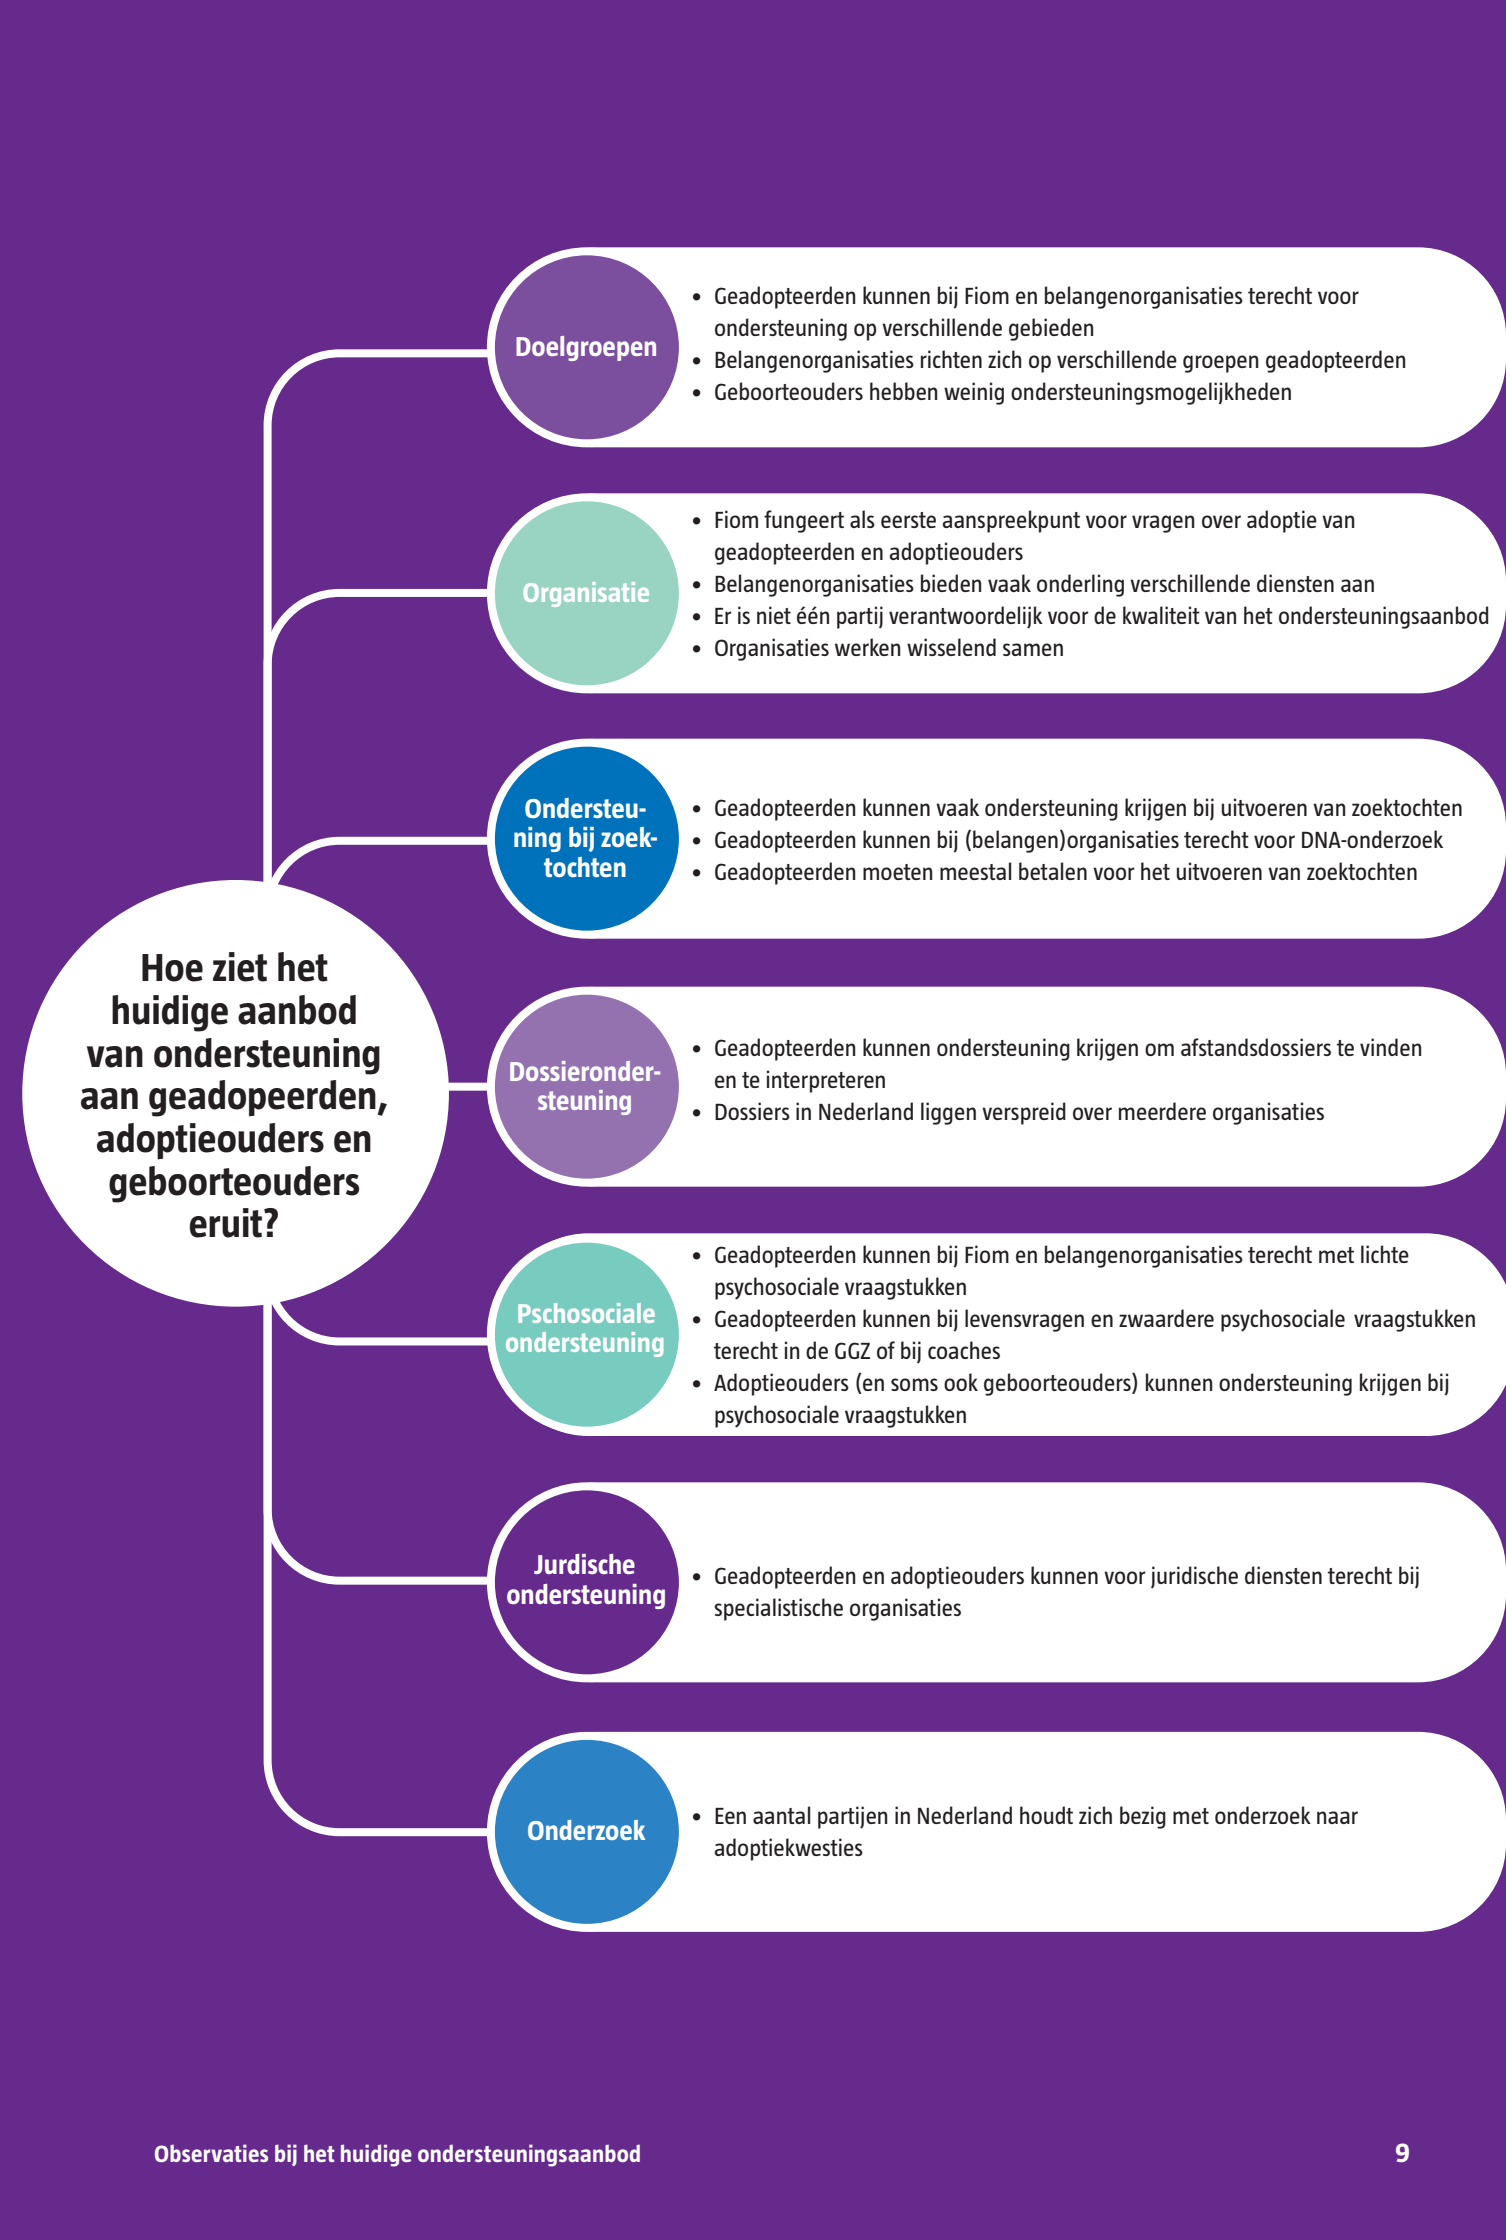 Doelgroepen
• Geadopteerden kunnen bij Fiom en belangenorganisaties terecht voor
ondersteuning op verschillende gebieden
• Belangenorganisaties richten zich op verschillende groepen geadopteerden
• Geboorteouders hebben weinig ondersteuningsmogelijkheden
Organisatie
• Fiom fungeert als eerste aanspreekpunt voor vragen over adoptie van
geadopteerden en adoptieouders
• Belangenorganisaties bieden vaak onderling verschillende diensten aan
• Er is niet één partij verantwoordelijk voor de kwaliteit van het ondersteuningsaanbod
• Organisaties werken wisselend samen
Ondersteu-
ning bij zoek-
tochten
• Geadopteerden kunnen vaak ondersteuning krijgen bij uitvoeren van zoektochten
• Geadopteerden kunnen bij (belangen)organisaties terecht voor DNA-onderzoek
• Geadopteerden moeten meestal betalen voor het uitvoeren van zoektochten
Hoe ziet het
huidige aanbod
van ondersteuning
aan geadopeerden,
adoptieouders en
geboorteouders
eruit?
Dossieronder-
steuning
• Geadopteerden kunnen ondersteuning krijgen om afstandsdossiers te vinden
en te interpreteren
• Dossiers in Nederland liggen verspreid over meerdere organisaties
Pschosociale
ondersteuning
• Geadopteerden kunnen bij Fiom en belangenorganisaties terecht met lichte
psychosociale vraagstukken
• Geadopteerden kunnen bij levensvragen en zwaardere psychosociale vraagstukken
terecht in de GGZ of bij coaches
• Adoptieouders (en soms ook geboorteouders) kunnen ondersteuning krijgen bij
psychosociale vraagstukken
Jurdische
ondersteuning
• Geadopteerden en adoptieouders kunnen voor juridische diensten terecht bij
specialistische organisaties
Onderzoek
• Een aantal partijen in Nederland houdt zich bezig met onderzoek naar
adoptiekwesties
Observaties bij het huidige ondersteuningsaanbod
9